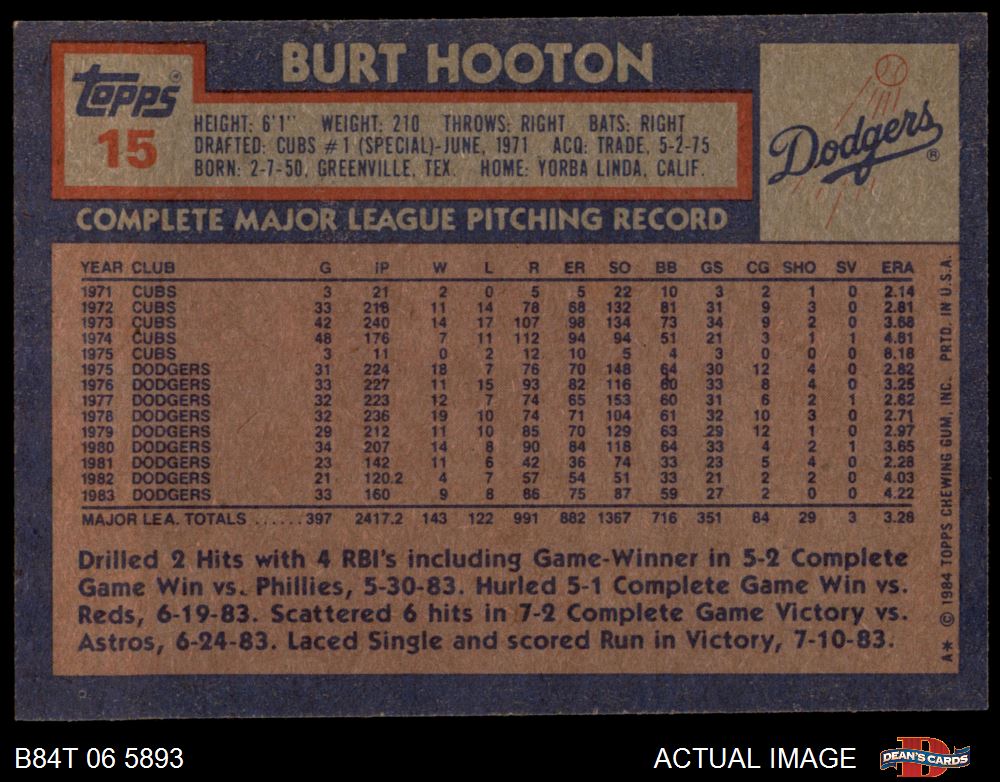 BURT HOOTON
Topps®
15
HEIGHT: 6'1" WEIGHT: 210 THROWS: RIGHT BATS: RIGHT
DRAFTED: CUBS #1 (SPECIAL)-JUNE, 1971 ACQ: TRADE, 5-2-75
BORN: 2-7-50, GREENVILLE, TEX. HOME: YORBA LINDA, CALIF.
Dodgers®
COMPLETE MAJOR LEAGUE PITCHING RECORD
YEAR CLUB G IP W L R ER SO BB GS CG SHO SV ERA
1971 CUBS 3 21 2 0 5 5 22 10 3 2 1 0 2.14
1972 CUBS 33 218 11 14 78 68 132 81 31 9 3 0 2.81
1973 CUBS 42 240 14 17 107 98 134 73 34 9 2 0 3.68
1974 CUBS 48 176 7 11 112 94 94 51 21 3 1 1 4.81
1975 CUBS 3 11 0 2 12 10 5 4 3 0 0 0 8.18
1975 DODGERS 31 224 18 7 76 70 148 64 30 12 4 0 2.82
1976 DODGERS 33 227 11 15 93 82 116 60 33 8 4 0 3.25
1977 DODGERS 32 223 12 7 74 65 153 60 31 6 2 1 2.62
1978 DODGERS 32 236 19 10 74 71 104 61 32 10 3 0 2.71
1979 DODGERS 29 212 11 10 85 70 129 63 29 12 1 0 2.97
1980 DODGERS 34 207 14 8 90 84 118 64 33 4 2 1 3.65
1981 DODGERS 23 142 11 6 42 36 74 33 23 5 4 0 2.28
1982 DODGERS 21 120.2 4 7 57 54 51 33 21 2 2 0 4.03
1983 DODGERS 33 160 9 8 86 75 87 59 27 2 0 0 4.22
MAJOR LEA. TOTALS ...... 397 2417.2 143 122 991 882 1367 716 351 84 29 3 3.28
Drilled 2 Hits with 4 RBI's including Game-Winner in 5-2 Complete
Game Win vs. Phillies, 5-30-83. Hurled 5-1 Complete Game Win vs.
Reds, 6-19-83. Scattered 6 hits in 7-2 Complete Game Victory vs.
Astros, 6-24-83. Laced Single and scored Run in Victory, 7-10-83.
A* © 1984 TOPPS CHEWING GUM, INC. PRTD. IN U.S.A.
B84T 06 5893
ACTUAL IMAGE
DEAN'S CARDS